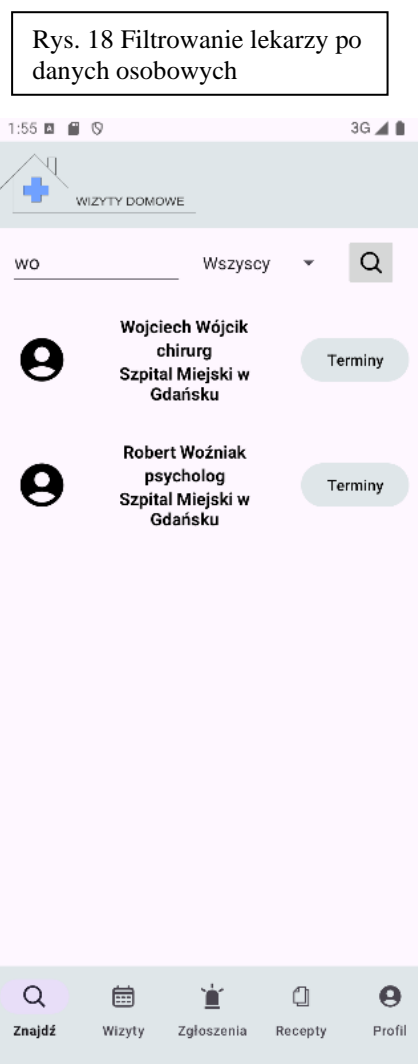 Rys. 18 Filtrowanie lekarzy po
danych osobowych
1:55
3G
WIZYTY DOMOWE
wo
Wszyscy
Wojciech Wójcik
chirurg
Szpital Miejski w
Gdańsku
Terminy
Robert Woźniak
psycholog
Szpital Miejski w
Gdańsku
Terminy
Znajdź
Wizyty
Zgłoszenia
Recepty
Profil